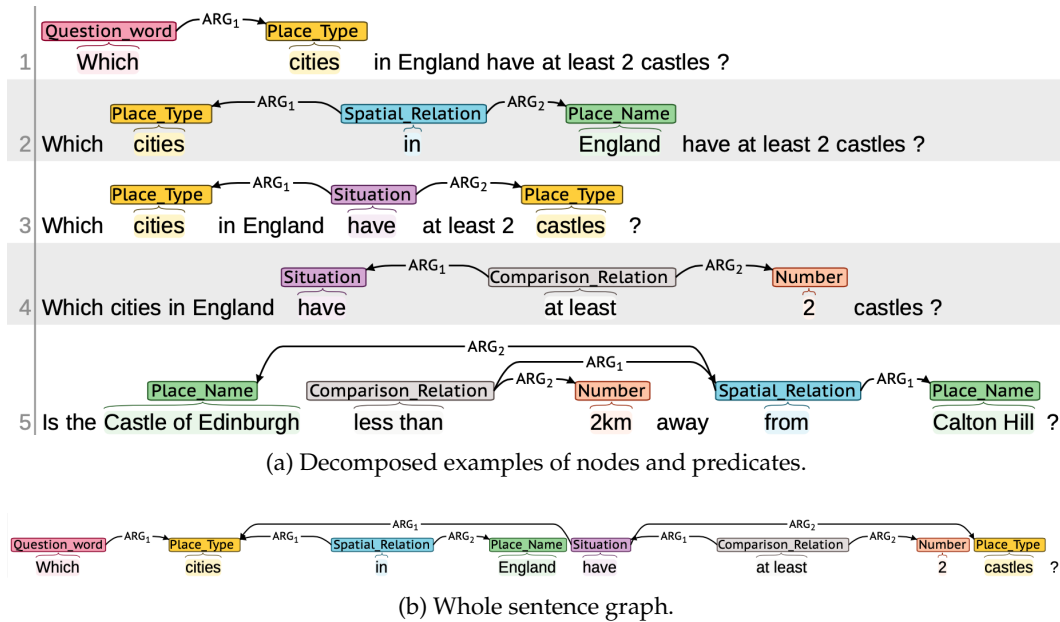 ARG1
Question_word Place_Type
1 Which cities in England have at least 2 castles ?
ARG1 ARG2
Place_Type Spatial_Relation Place_Name
2 Which cities in England have at least 2 castles ?
ARG1 ARG2
Place_Type Situation Place_Type
3 Which cities in England have at least 2 castles ?
ARG1 ARG2
Situation Comparison_Relation Number
4 Which cities in England have at least 2 castles ?
ARG2
ARG1
ARG2 ARG1
Place_Name Comparison_Relation Number Spatial_Relation Place_Name
5 Is the Castle of Edinburgh less than 2km away from Calton Hill ?
(a) Decomposed examples of nodes and predicates.
ARG1 ARG2
ARG1 ARG1 ARG2 ARG1 ARG2
Question_word Place_Type Spatial_Relation Place_Name Situation Comparison_Relation Number Place_Type
Which cities in England have at least 2 castles ?
(b) Whole sentence graph.